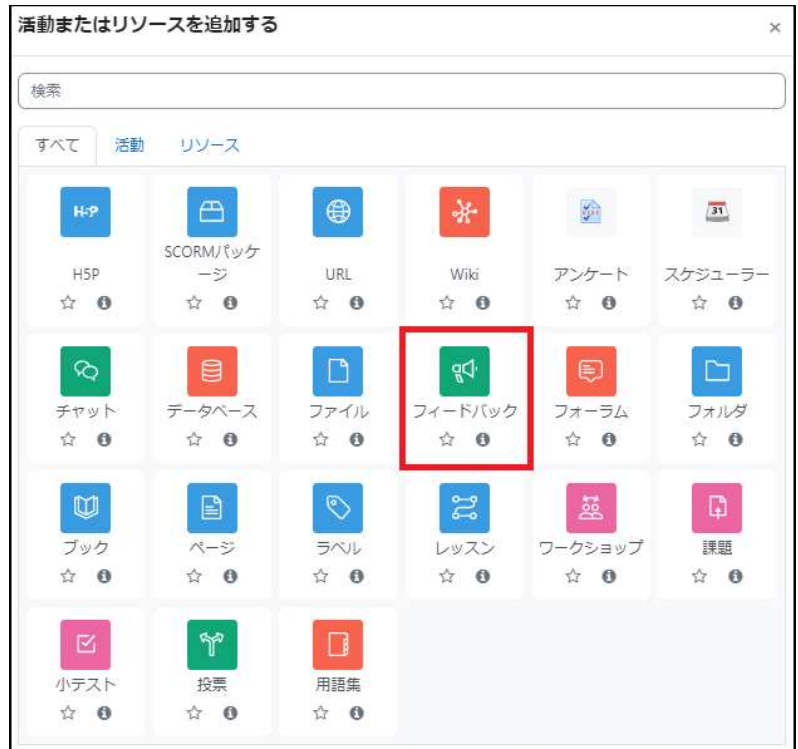 活動またはリソースを追加する
×
検索
すべて 活動 リソース
H5P
SCORMパッケ
ージ
H5P
URL
Wiki
アンケート
31
スケジューラー
チャット
データベース
ファイル
フィードバック
フォーラム
フォルダ
ブック
ページ
ラベル
レッスン
ワークショップ
課題
小テスト
投票
用語集